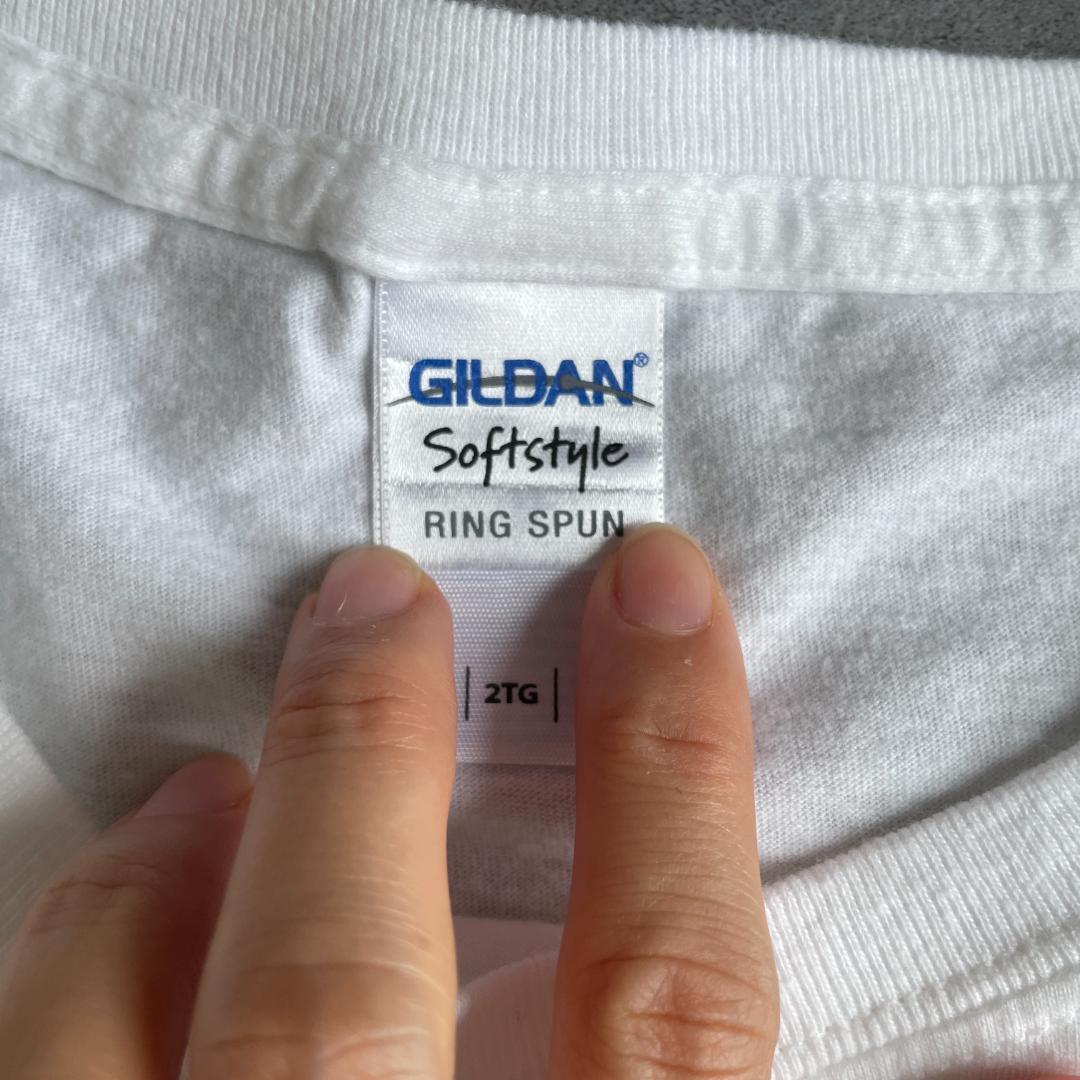 GILDAN®
Softstyle
RING SPUN
| 2TG |